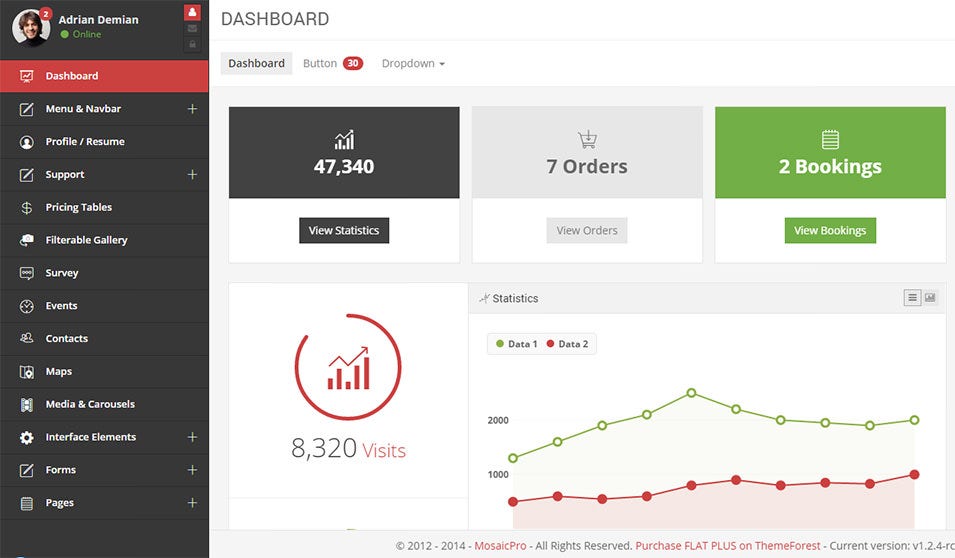 2
Adrian Demian
Online
Dashboard
Menu & Navbar
Profile / Resume
Support
Pricing Tables
Filterable Gallery
Survey
Events
Contacts
Maps
Media & Carousels
Interface Elements
Forms
Pages
DASHBOARD
Dashboard Button 30 Dropdown
47,340
View Statistics
7 Orders
View Orders
2 Bookings
View Bookings
8,320 Visits
Statistics
Data 1 Data 2
2000
1000
© 2012 - 2014 - MosaicPro - All Rights Reserved. Purchase FLAT PLUS on ThemeForest - Current version: v1.2.4-rc